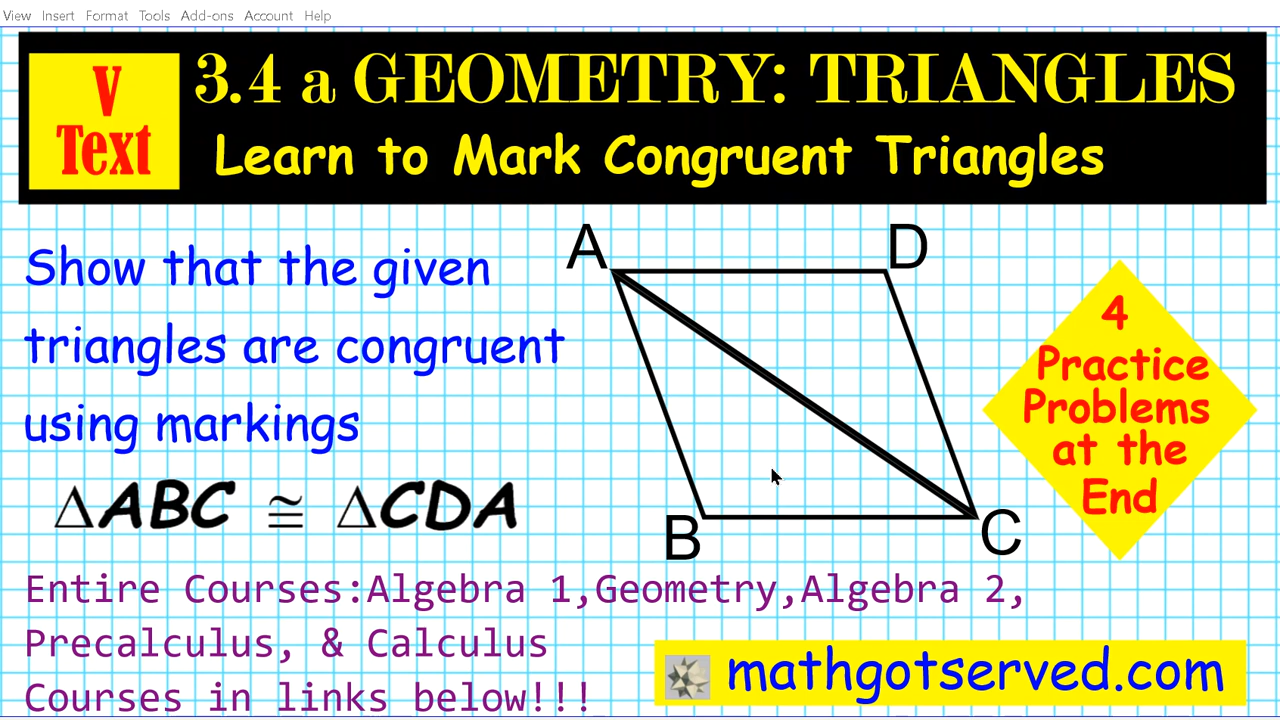 View Insert Format Tools Add-ons Account Help
V
Text
3.4 a GEOMETRY: TRIANGLES
Learn to Mark Congruent Triangles
Show that the given
triangles are congruent
using markings
ΔABC ≅ ΔCDA
A
D
B
C
4
Practice
Problems
at the
End
Entire Courses:Algebra 1,Geometry,Algebra 2,
Precalculus, & Calculus
Courses in links below!!!
mathgotserved.com